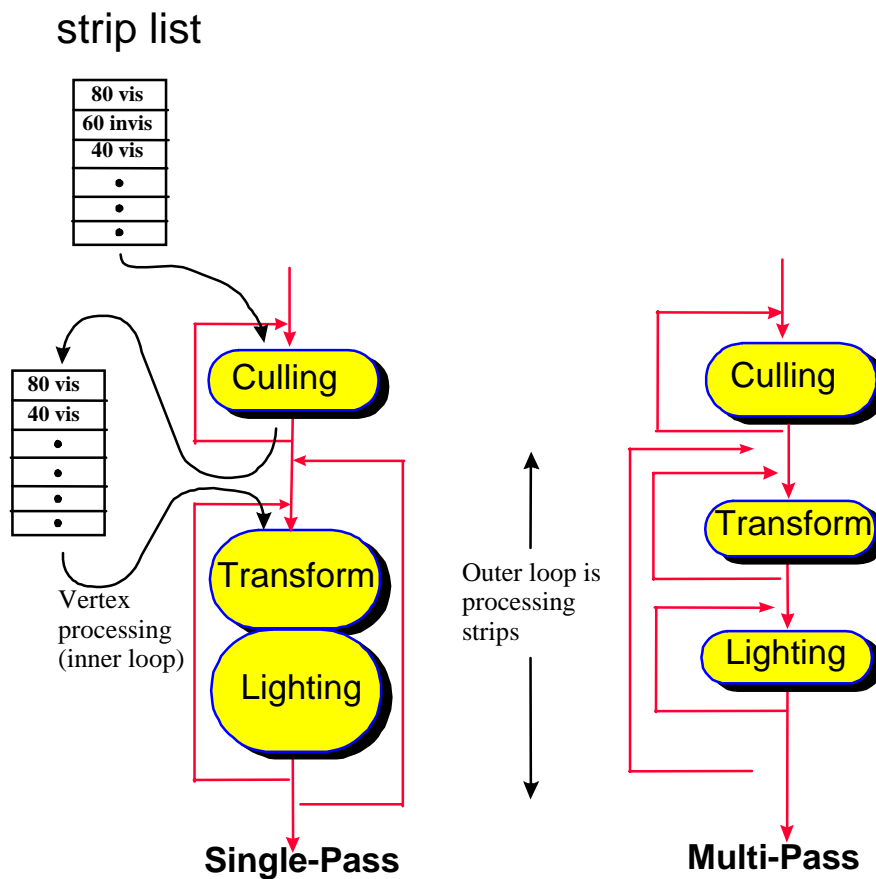 strip list
80 vis
60 invis
40 vis
80 vis
40 vis
Culling
Transform
Lighting
Vertex
processing
(inner loop)
Single-Pass
Outer loop is
processing
strips
Culling
Transform
Lighting
Multi-Pass